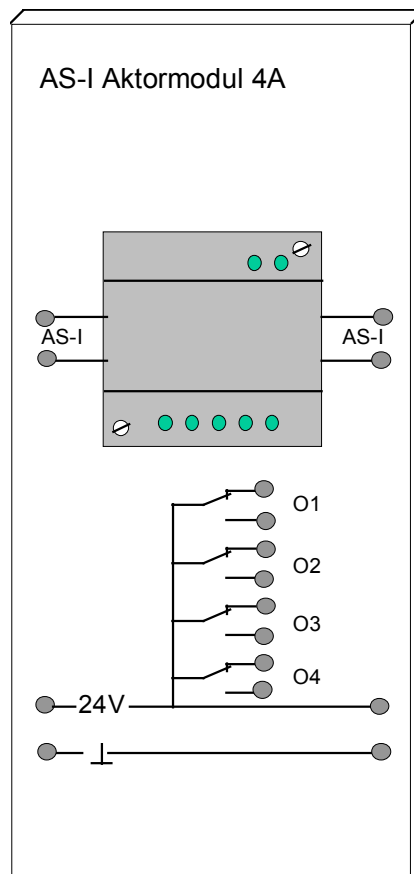 AS-I Aktormodul 4A
AS-I
AS-I
O1
O2
O3
O4
24V